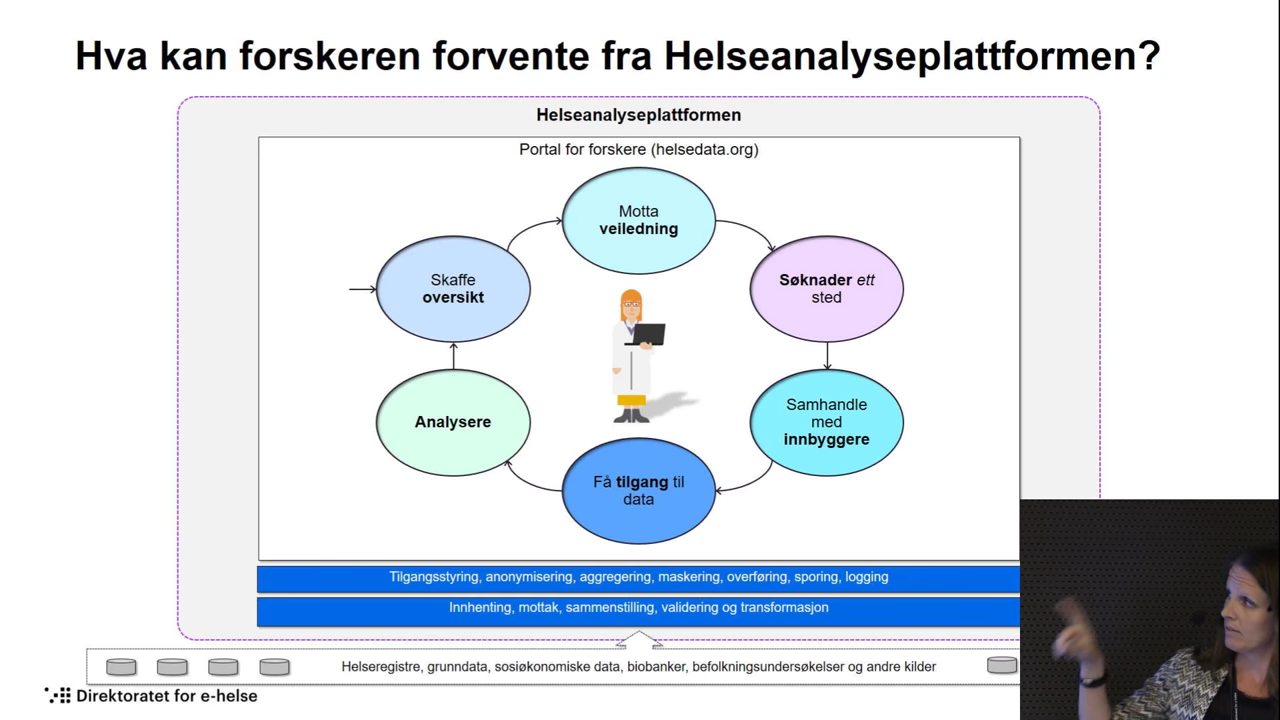 Hva kan forskeren forvente fra Helseanalyseplattformen?
Helseanalyseplattformen
Portal for forskere (helsedata.org)
Motta
veiledning
Skaffe
oversikt
Søknader ett
sted
Analysere
Samhandle
med
innbyggere
Få tilgang til
data
Tilgangsstyring, anonymisering, aggregering, maskering, overføring, sporing, logging
Innhenting, mottak, sammenstilling, validering og transformasjon
Helseregistre, grunndata, sosiøkonomiske data, biobanker, befolkningsundersøkelser og andre kilder
Direktoratet for e-helse